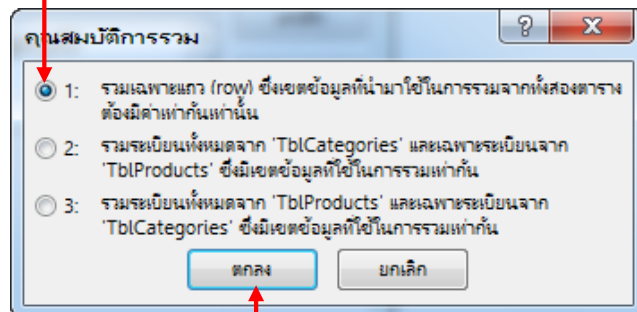 คุณสมบัติการรวม
1: รวมเฉพาะแถว (row) ซึ่งเขตข้อมูลที่นำมาใช้ในการรวมจากทั้งสองตาราง
ต้องมีค่าเท่ากันเท่านั้น
2: รวมระเบียนทั้งหมดจาก 'TblCategories' และเฉพาะระเบียนจาก
'TblProducts' ซึ่งมีเขตข้อมูลที่ใช้ในการรวมเท่ากัน
3: รวมระเบียนทั้งหมดจาก 'TblProducts' และเฉพาะระเบียนจาก
'TblCategories' ซึ่งมีเขตข้อมูลที่ใช้ในการรวมเท่ากัน
ตกลง ยกเลิก